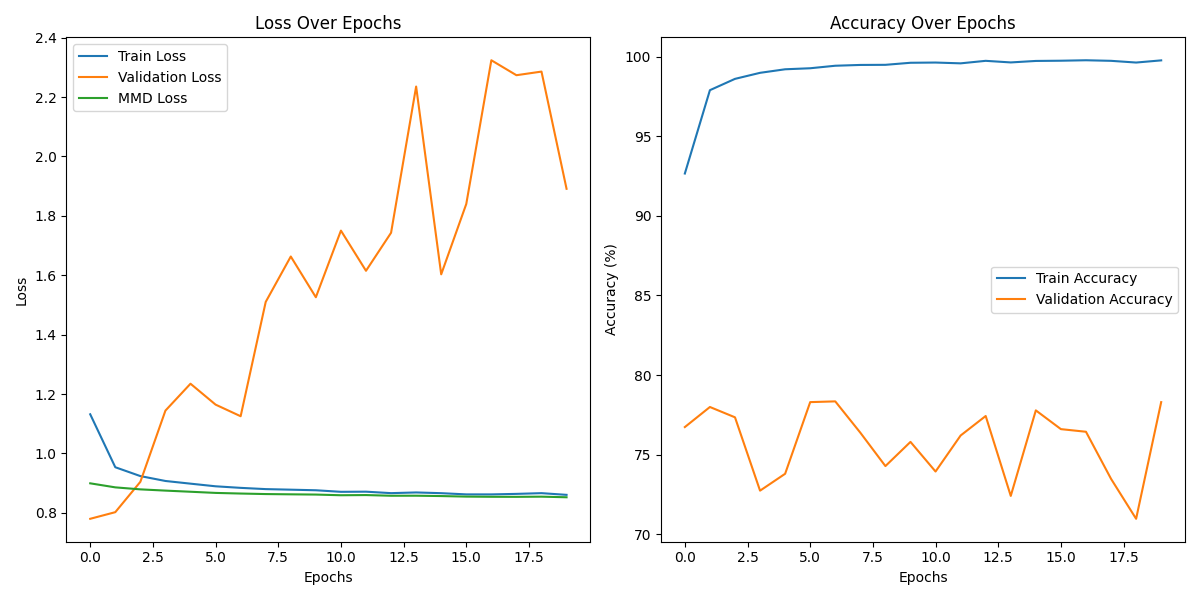 Loss Over Epochs
Train Loss
Validation Loss
MMD Loss
2.4
2.2
2.0
1.8
1.6
1.4
1.2
1.0
0.8
Loss
0.0 2.5 5.0 7.5 10.0 12.5 15.0 17.5
Epochs
Accuracy Over Epochs
Train Accuracy
Validation Accuracy
100
95
90
85
80
75
70
Accuracy (%)
0.0 2.5 5.0 7.5 10.0 12.5 15.0 17.5
Epochs